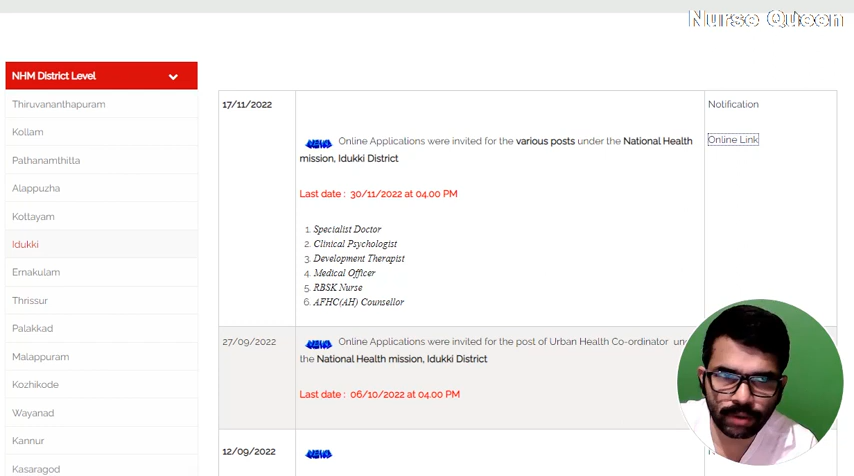 Nurse Queen
NHM District Level
Thiruvananthapuram
Kollam
Pathanamthitta
Alappuzha
Kottayam
Idukki
Ernakulam
Thrissur
Palakkad
Malappuram
Kozhikode
Wayanad
Kannur
Kasaragod
17/11/2022
NEW
Online Applications were invited for the various posts under the National Health
mission, Idukki District
Last date : 30/11/2022 at 04.00 PM
1. Specialist Doctor
2. Clinical Psychologist
3. Development Therapist
4. Medical Officer
5. RBSK Nurse
6. AFHC(AH) Counsellor
Notification
Online Link
27/09/2022
NEW
Online Applications were invited for the post of Urban Health Co-ordinator
the National Health mission, Idukki District
Last date : 06/10/2022 at 04.00 PM
12/09/2022
NEW